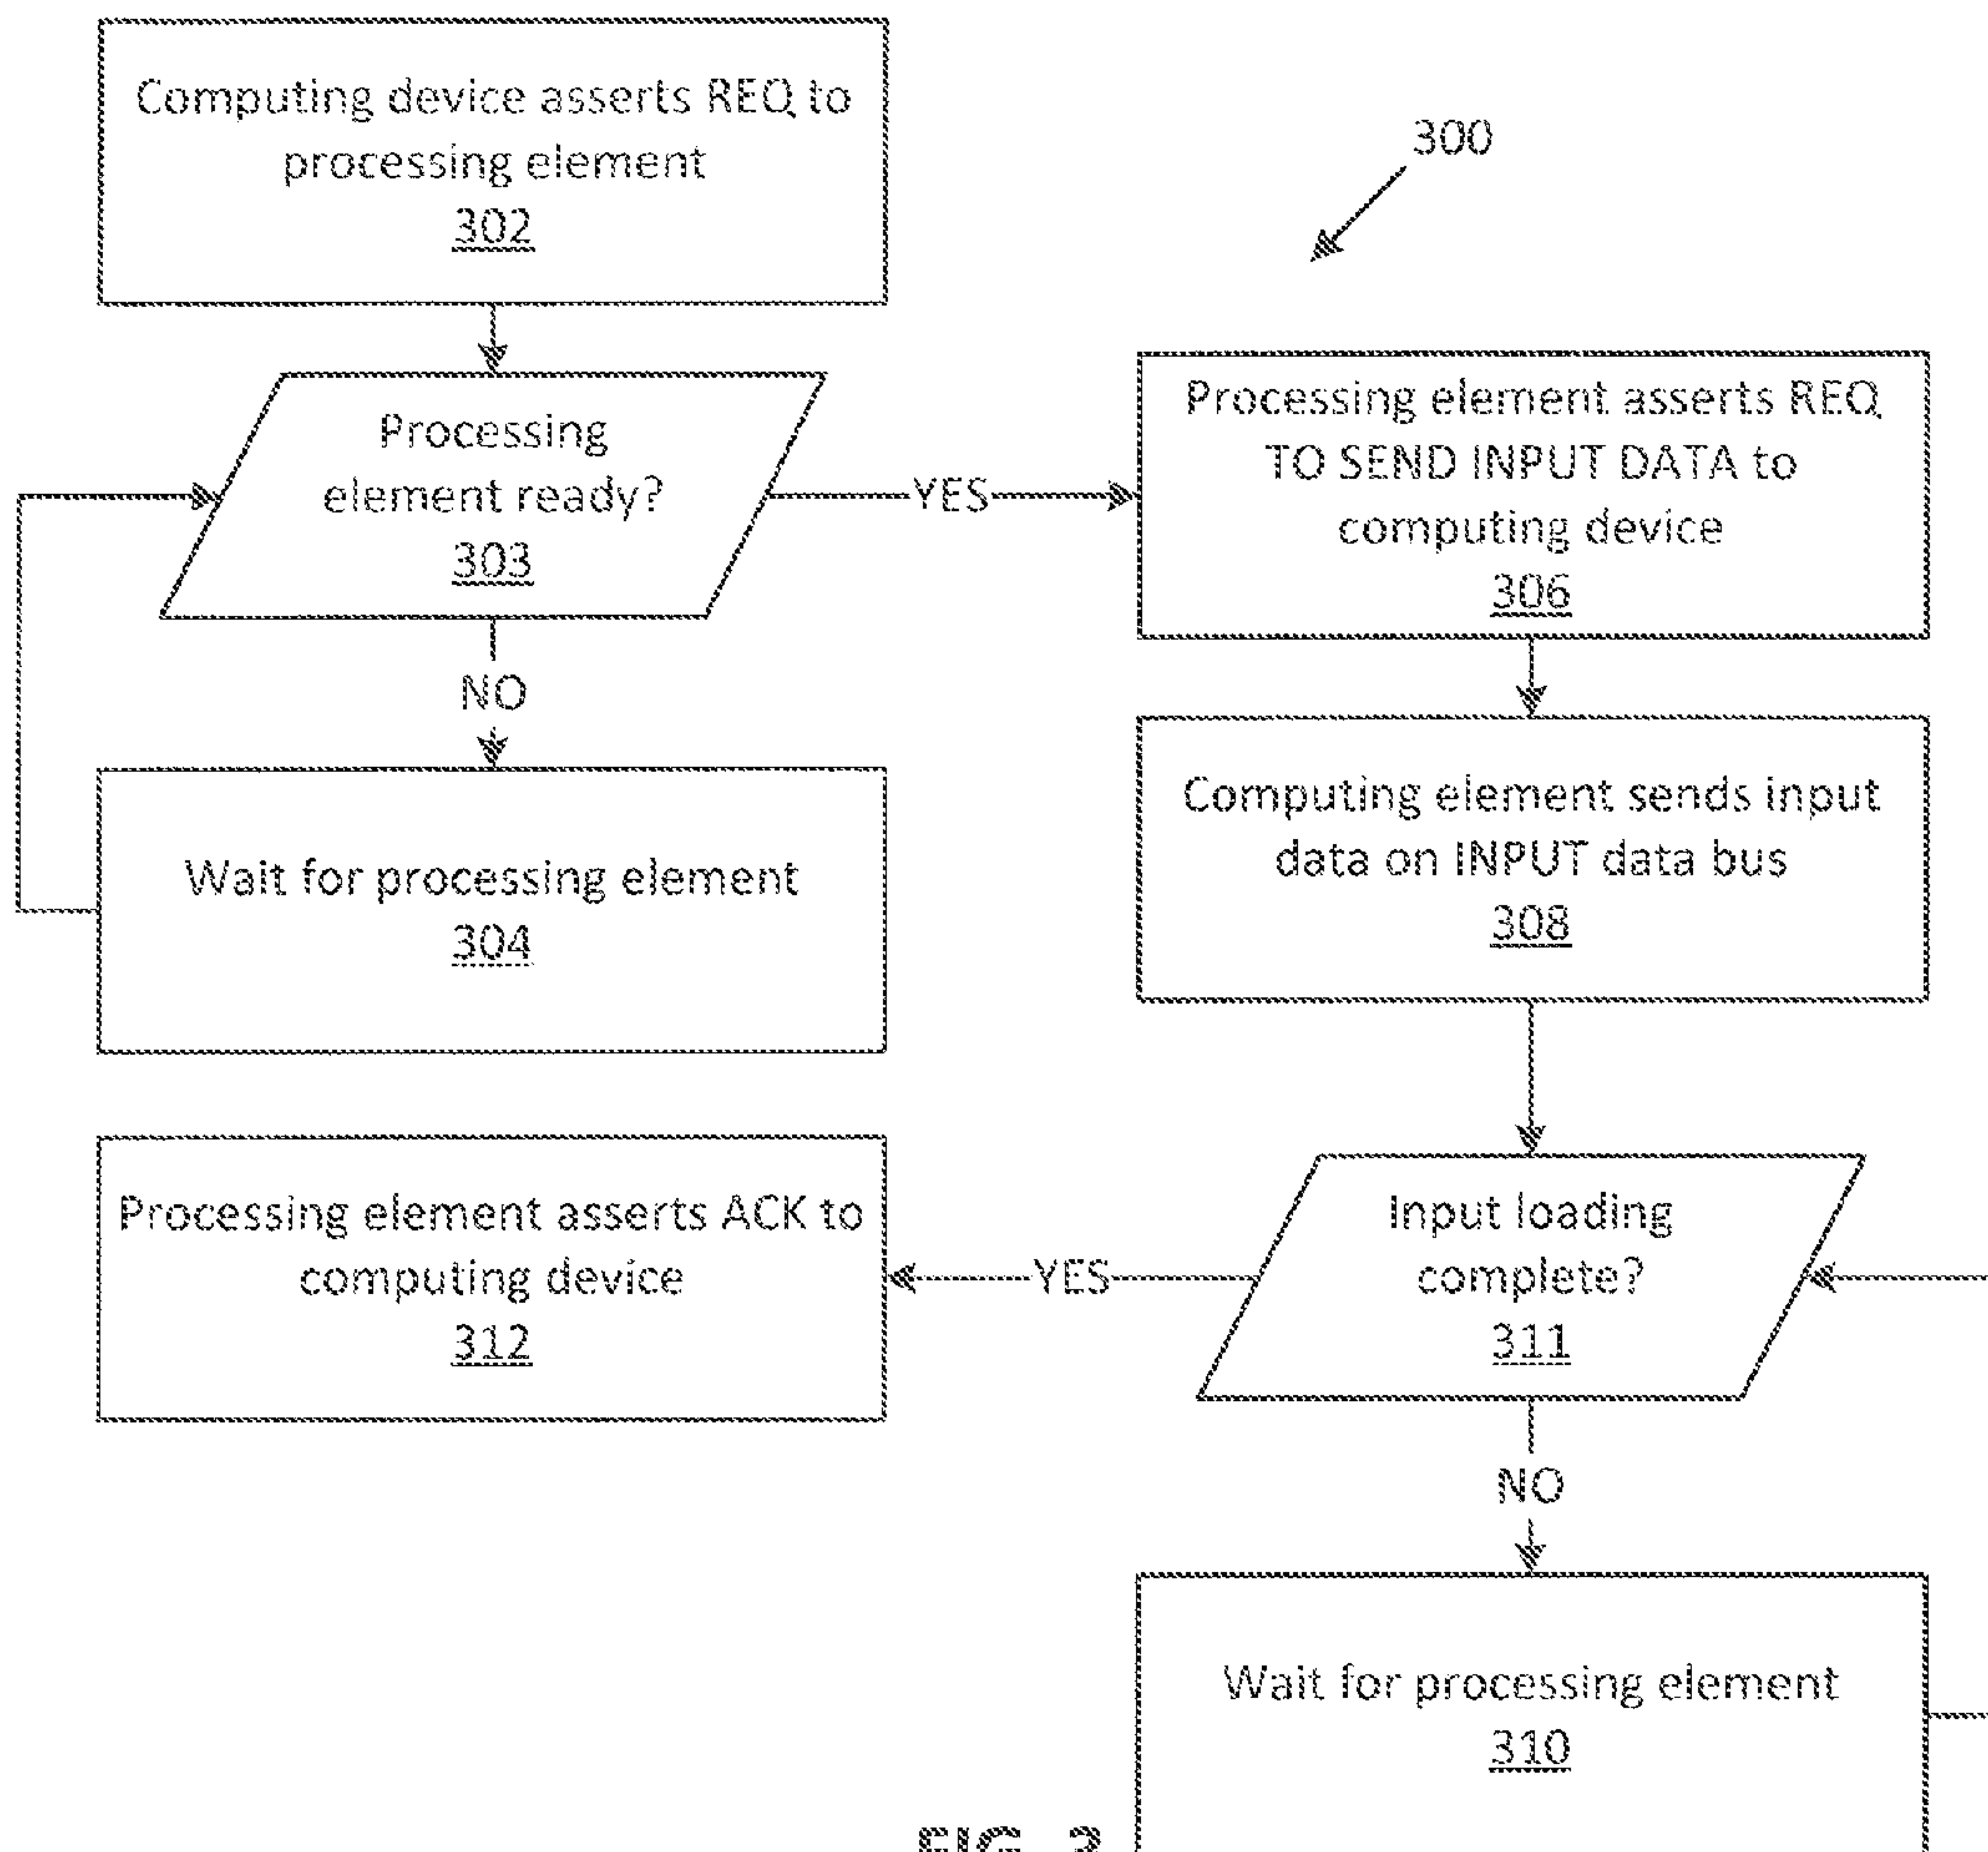 Computing device asserts REQ to
processing element
302
300
Processing
element ready?
303
YES
Processing element asserts REQ
TO SEND INPUT DATA to
computing device
306
NO
Wait for processing element
304
Computing element sends input
data on INPUT data bus
308
Processing element asserts ACK to
computing device
312
YES
Input loading
complete?
311
NO
Wait for processing element
310
FIG. 3